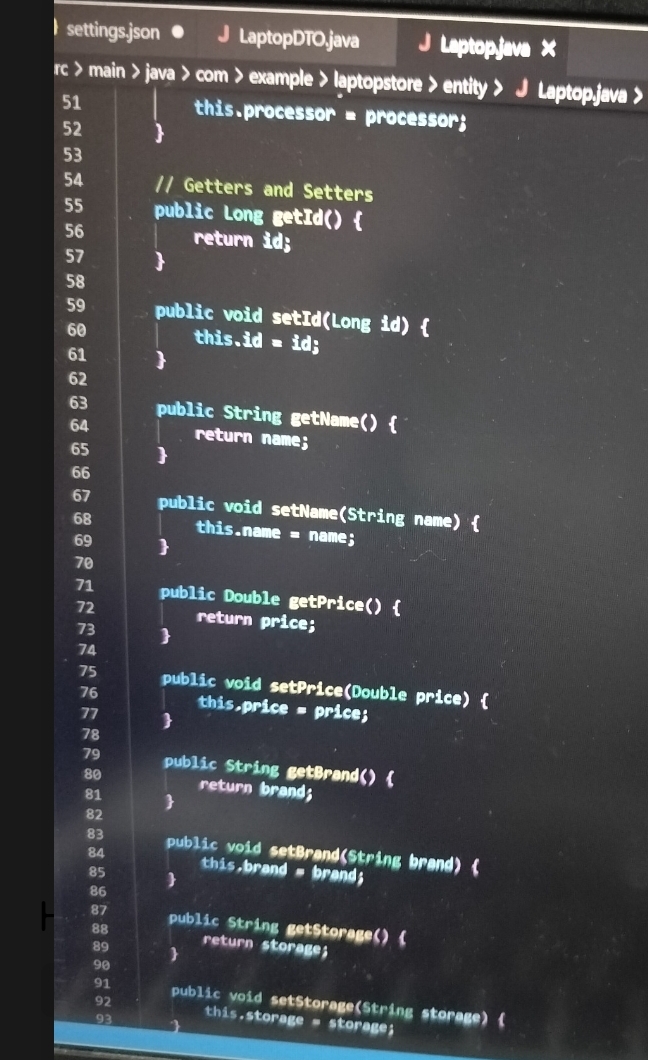 settings.json ● J LaptopDTO.java J Laptop.java ×
rc > main > java > com > example > laptopstore > entity > J Laptop.java >
51 this.processor = processor;
52 }
53
54 // Getters and Setters
55 public Long getId() {
56 return id;
57 }
58
59 public void setId(Long id) {
60 this.id = id;
61 }
62
63 public String getName() {
64 return name;
65 }
66
67 public void setName(String name) {
68 this.name = name;
69 }
70
71 public Double getPrice() {
72 return price;
73 }
74
75 public void setPrice(Double price) {
76 this.price = price;
77 }
78
79 public String getBrand() {
80 return brand;
81 }
82
83 public void setBrand(String brand) {
84 this.brand = brand;
85 }
86
87 public String getStorage() {
88 return storage;
89 }
90
91 public void setStorage(String storage) {
92 this.storage = storage;
93 }